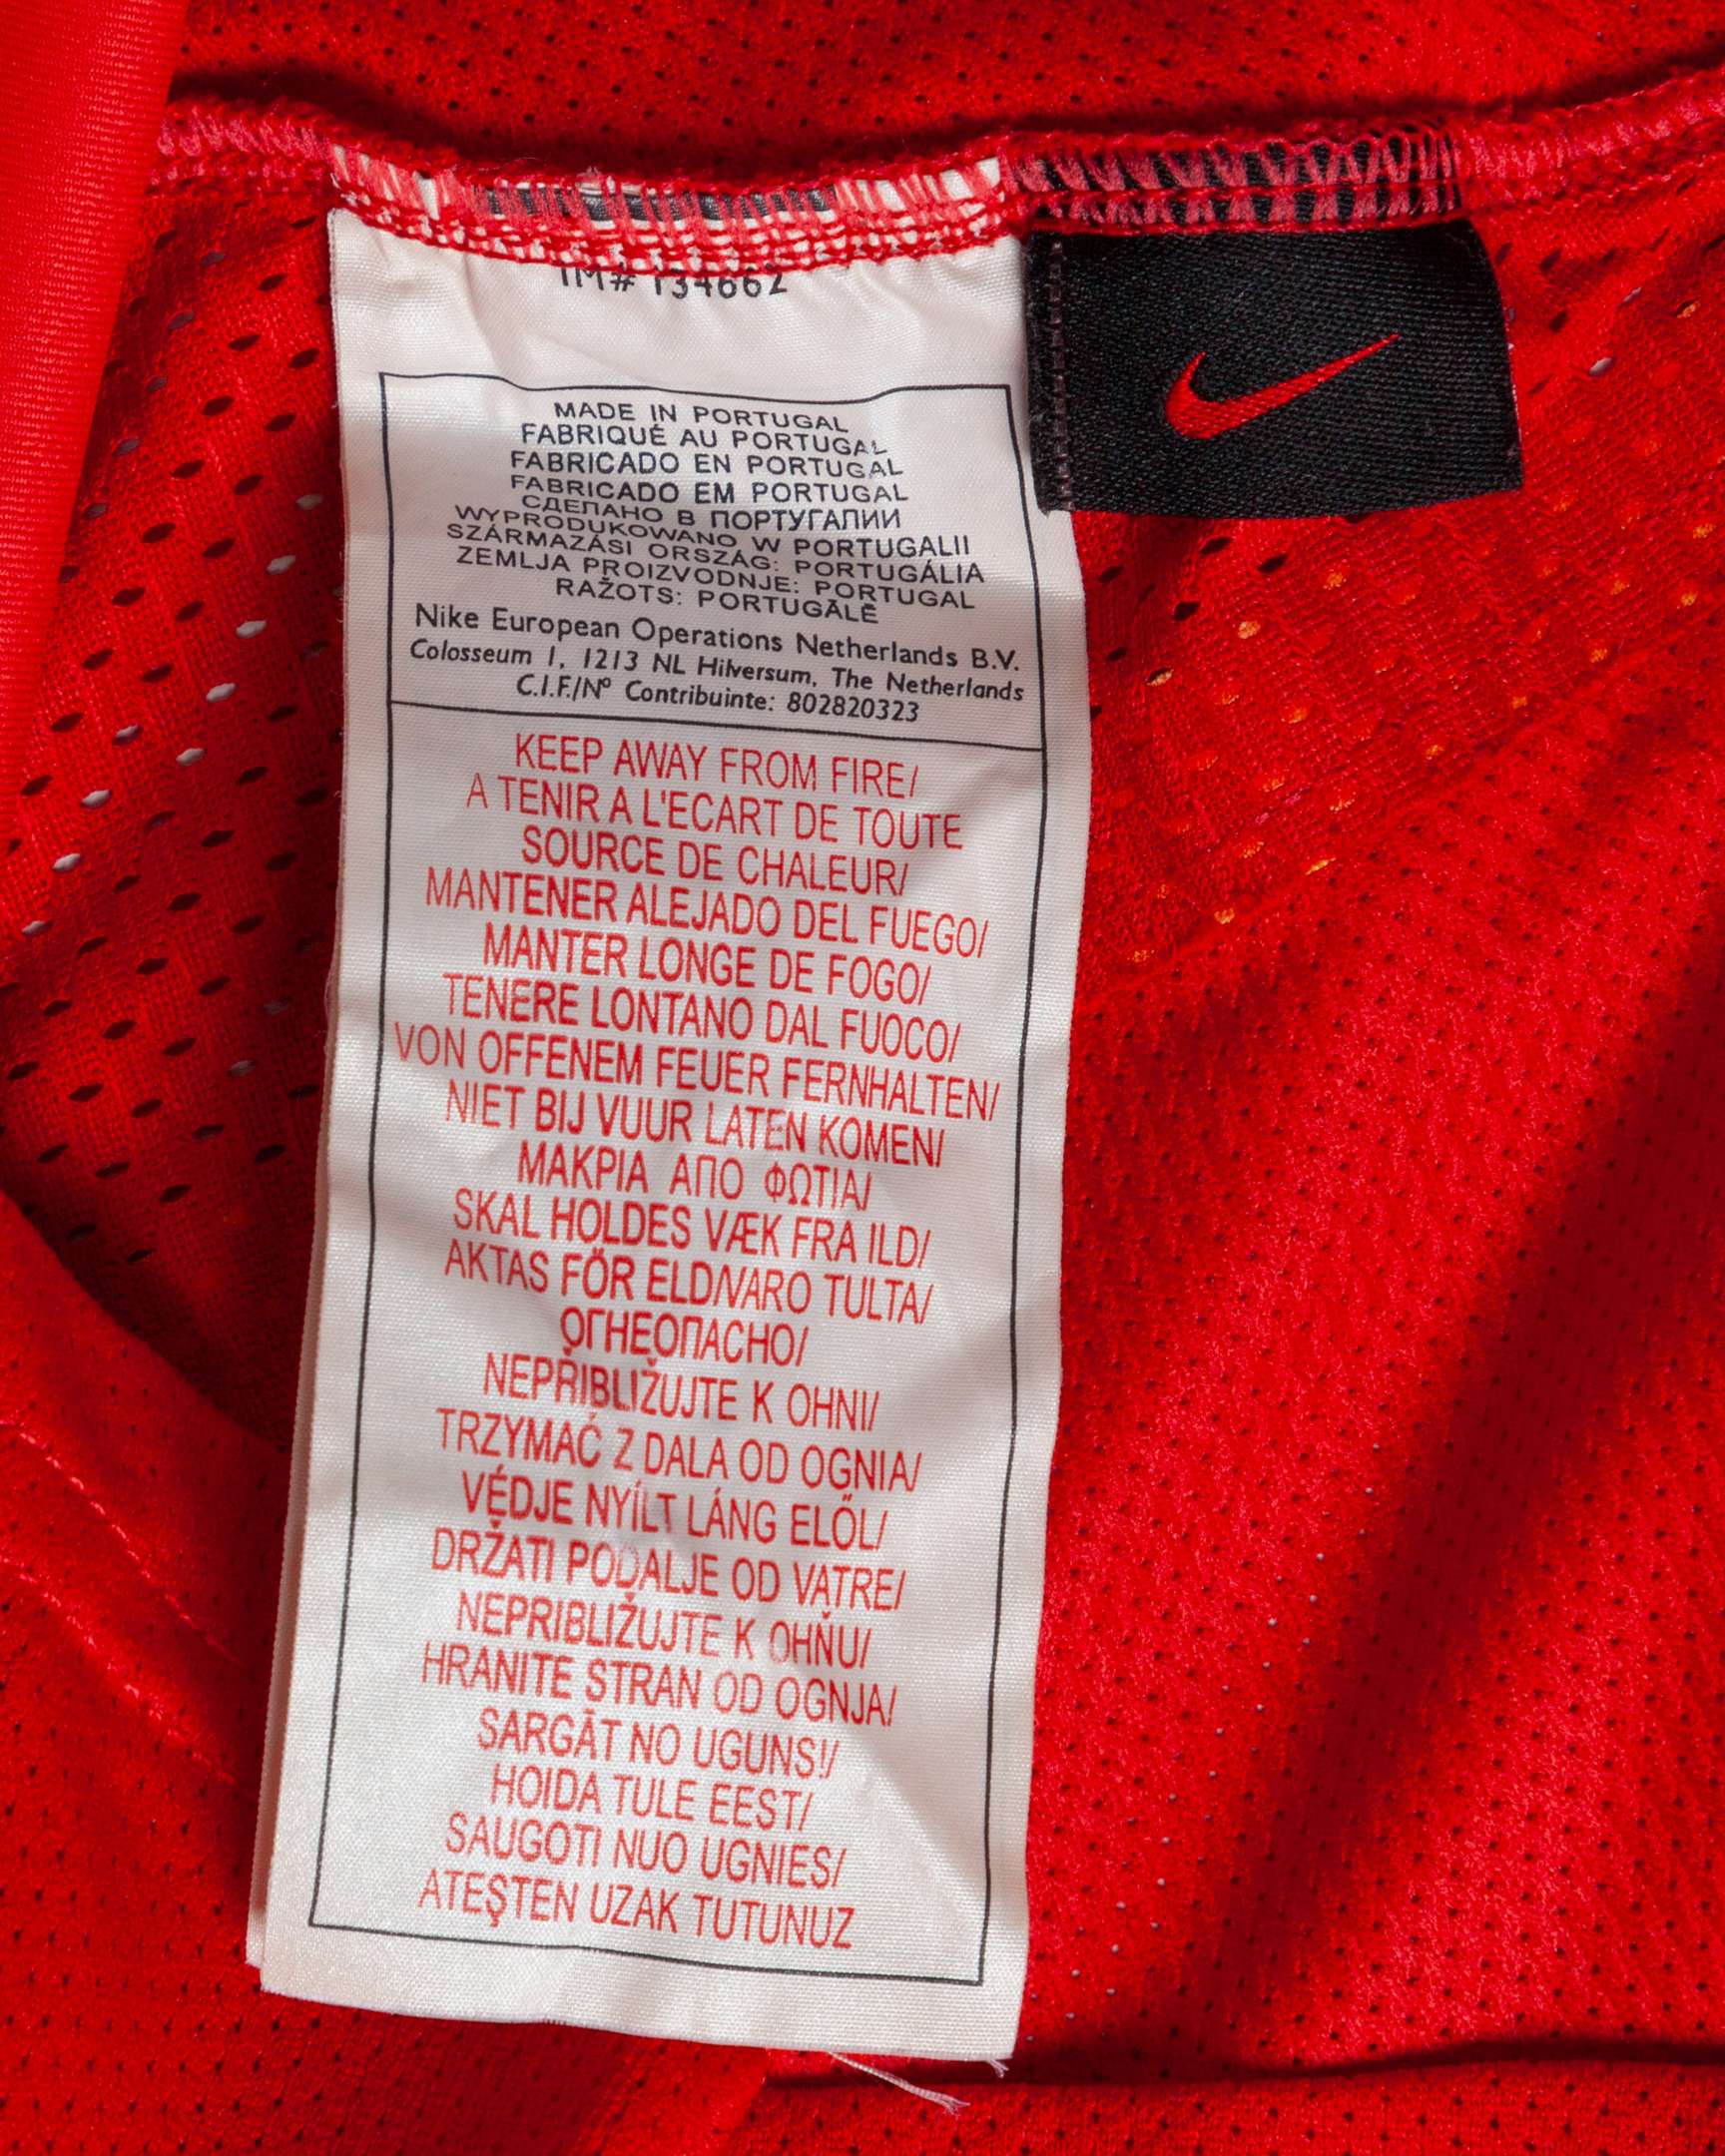 TM# 134662
MADE IN PORTUGAL
FABRIQUÉ AU PORTUGAL
FABRICADO EN PORTUGAL
FABRICADO EM PORTUGAL
СДЕПАНО В ПОРТУГАПИИ
WYPRODUKOWANO W PORTUGALII
SZÁRMAZÁSI ORSZÁG: PORTUGÁLIA
ZEMLJA PROIZVODNJE: PORTUGAL
RAŽOTS: PORTUGĀLĒ
Nike European Operations Netherlands B.V.
Colosseum 1, 1213 NL Hilversum, The Netherlands
C.I.F./Nº Contribuinte: 802820323
KEEP AWAY FROM FIRE/
A TENIR A L'ECART DE TOUTE
SOURCE DE CHALEUR/
MANTENER ALEJADO DEL FUEGO/
MANTER LONGE DE FOGO/
TENERE LONTANO DAL FUOCO/
VON OFFENEM FEUER FERNHALTEN/
NIET BIJ VUUR LATEN KOMEN/
ΜΑΚΡΙΑ ΑΠΟ ΦΩΤΙΑ/
SKAL HOLDES VÆK FRA ILD/
AKTAS FÖR ELD/VARO TULTA/
ОГНЕОПАСНО/
NEPŘIBLIŽUJTE K OHNI/
TRZYMAĆ Z DALA OD OGNIA/
VÉDJE NYÍLT LÁNG ELŐL/
DRŽATI PODALJE OD VATRE/
NEPRIBLIŽUJTE K OHŇU/
HRANITE STRAN OD OGNJA/
SARGĀT NO UGUNS!/
HOIDA TULE EEST/
SAUGOTI NUO UGNIES/
ATEŞTEN UZAK TUTUNUZ